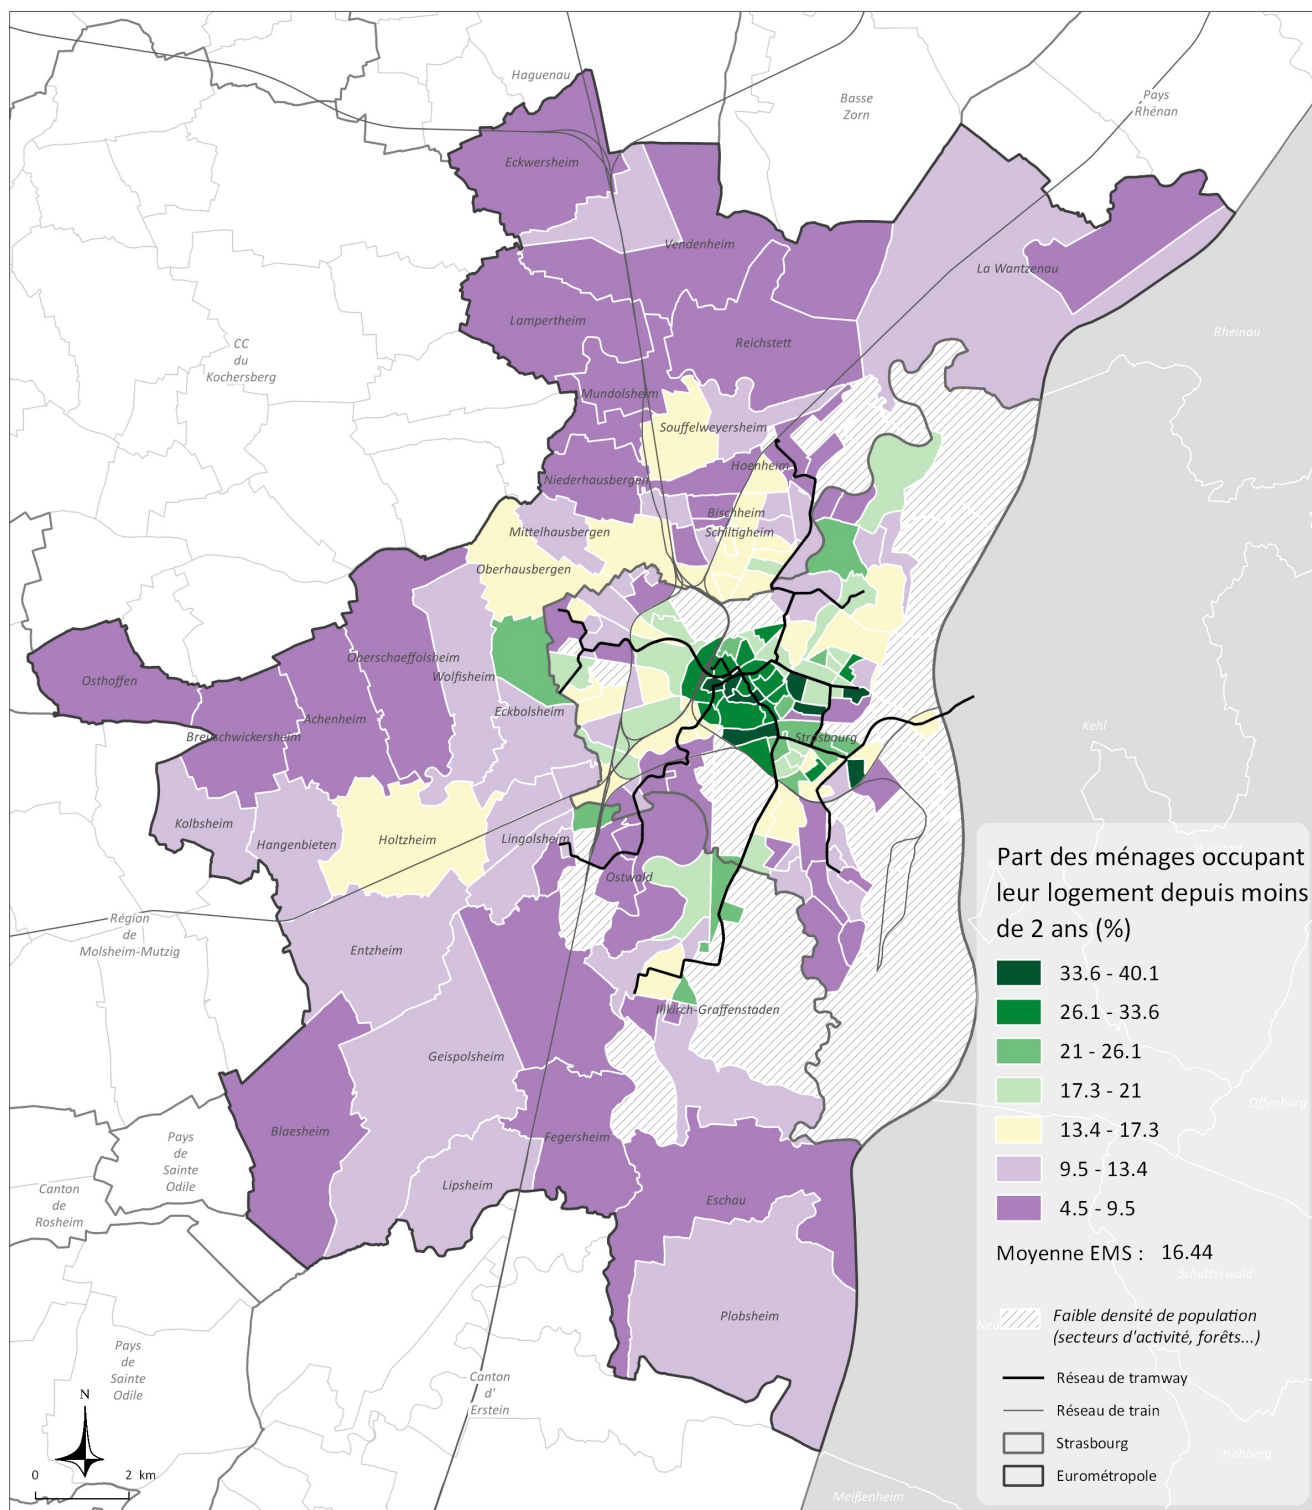 Haguenau
Basse
Zorn
Pays
Rhénan
Eckwersheim
Vendenheim
La Wantzenau
Lampertheim
Reichstett
Rheinau
CC
du
Kochersberg
Mundolsheim
Souffelweyersheim
Hoenheim
Niederhausbergen
Bischheim
Mittelhausbergen
Schiltigheim
Oberhausbergen
Oberschaeffolsheim
Wolfisheim
Osthoffen
Achenheim
Eckbolsheim
Breuschwickersheim
Strasbourg
Kehl
Kolbsheim
Hangenbieten
Holtzheim
Lingolsheim
Ostwald
Région
de
Molsheim-Mutzig
Entzheim
Illkirch-Graffenstaden
Geispolsheim
Blaesheim
Fegersheim
Offenburg
Pays
de
Sainte
Odile
Canton
de
Rosheim
Lipsheim
Eschau
Plobsheim
Schutterwald
Pays
de
Sainte
Odile
Canton
d'
Erstein
Hohberg
Meißenheim
N
0 2 km
Part des ménages occupant
leur logement depuis moins
de 2 ans (%)
33.6 - 40.1
26.1 - 33.6
21 - 26.1
17.3 - 21
13.4 - 17.3
9.5 - 13.4
4.5 - 9.5
Moyenne EMS : 16.44
Faible densité de population
(secteurs d'activité, forêts...)
Réseau de tramway
Réseau de train
Strasbourg
Eurométropole